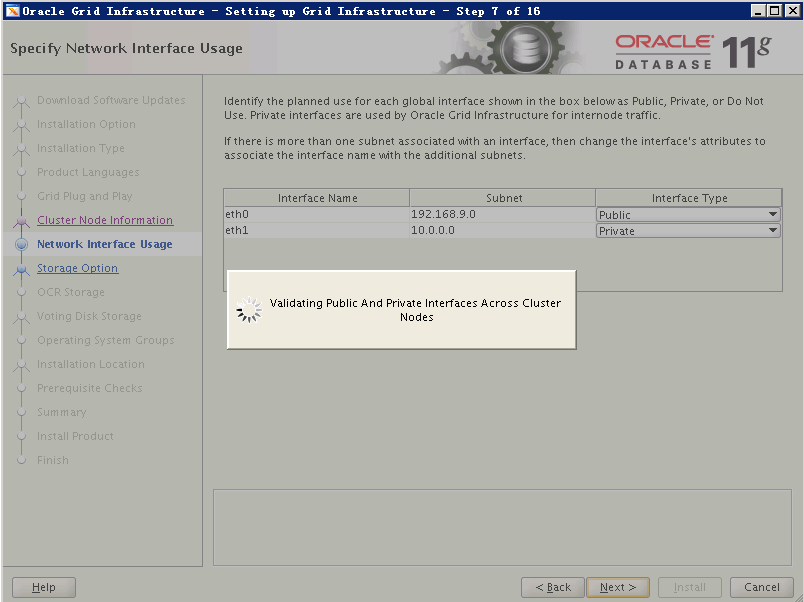 Oracle Grid Infrastructure - Setting up Grid Infrastructure - Step 7 of 16
Specify Network Interface Usage
ORACLE
DATABASE
11g
Download Software Updates
Installation Option
Installation Type
Product Languages
Grid Plug and Play
Cluster Node Information
Network Interface Usage
Storage Option
OCR Storage
Voting Disk Storage
Operating System Groups
Installation Location
Prerequisite Checks
Summary
Install Product
Finish
Identify the planned use for each global interface shown in the box below as Public, Private, or Do Not
Use. Private interfaces are used by Oracle Grid Infrastructure for internode traffic.
If there is more than one subnet associated with an interface, then change the interface's attributes to
associate the interface name with the additional subnets.
Interface Name Subnet Interface Type
eth0 192.168.9.0 Public
eth1 10.0.0.0 Private
Validating Public And Private Interfaces Across Cluster
Nodes
Help < Back Next > Install Cancel